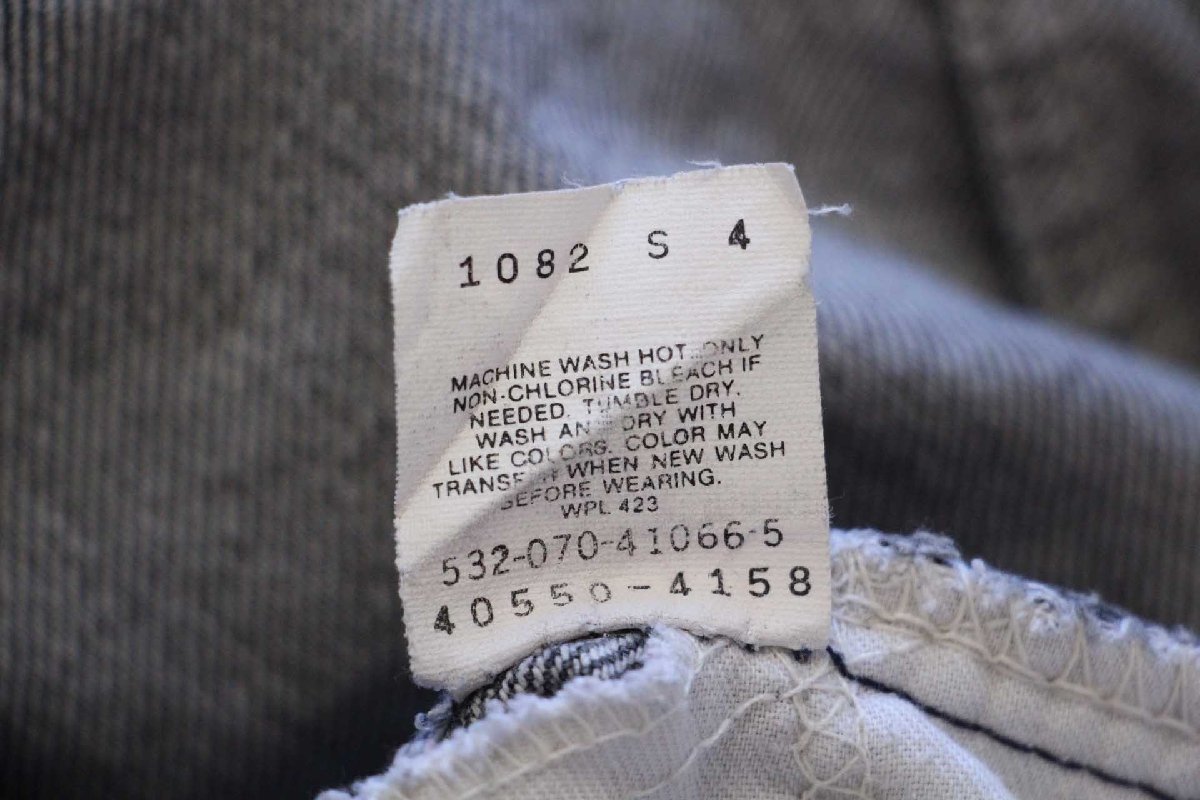 1082 S 4
MACHINE WASH HOT. ONLY
NON-CHLORINE BLEACH IF
NEEDED. TUMBLE DRY.
WASH AND DRY WITH
LIKE COLORS. COLOR MAY
TRANSFER WHEN NEW WASH
BEFORE WEARING.
WPL 423
532-070-41066-5
40550-4158